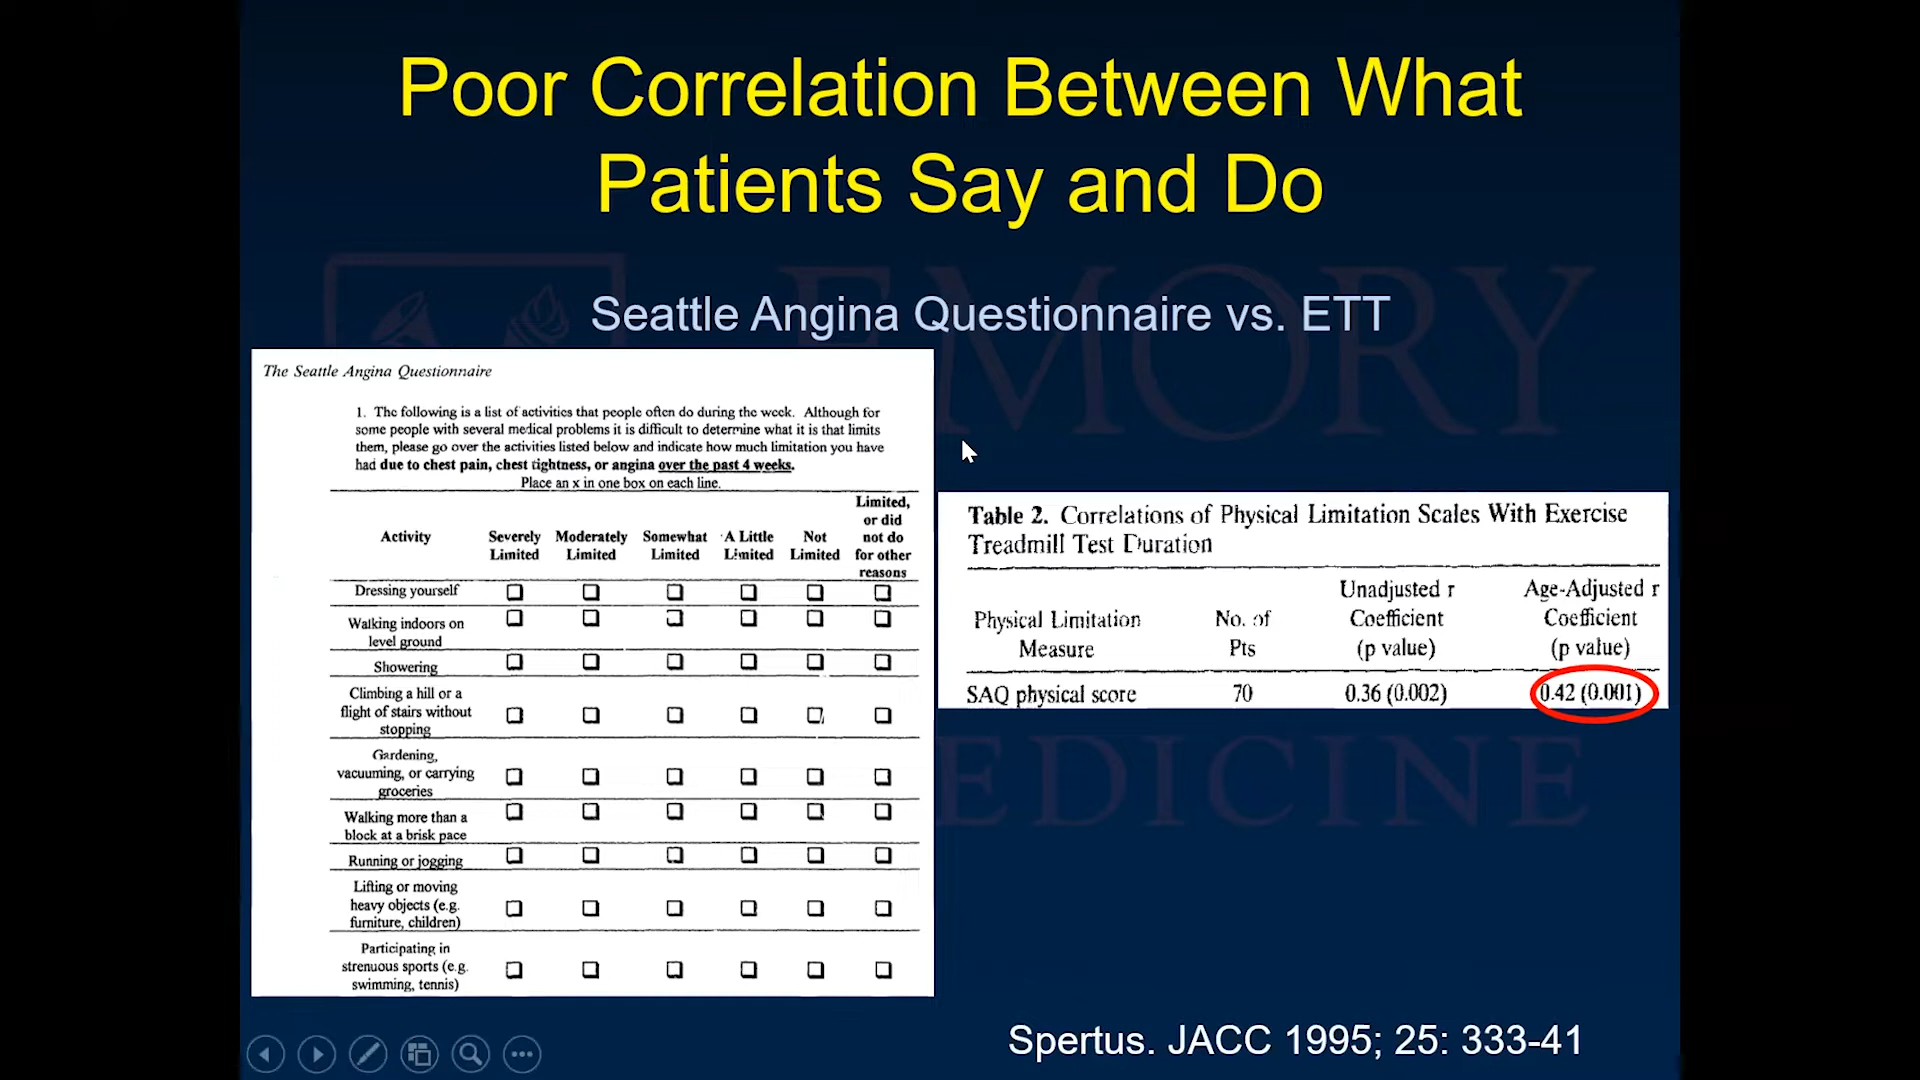 Poor Correlation Between What
Patients Say and Do
EMORY
Seattle Angina Questionnaire vs. ETT
The Seattle Angina Questionnaire
1. The following is a list of activities that people often do during the week. Although for
some people with several medical problems it is difficult to determine what it is that limits
them, please go over the activities listed below and indicate how much limitation you have
had due to chest pain, chest tightness, or angina over the past 4 weeks.
Place an x in one box on each line.
Activity
Severely
Limited
Moderately
Limited
Somewhat
Limited
A Little
Limited
Not
Limited
Limited,
or did
not do
for other
reasons
Dressing yourself
Walking indoors on
level ground
Showering
Climbing a hill or a
flight of stairs without
stopping
Gardening,
vacuuming, or carrying
groceries
Walking more than a
block at a brisk pace
Running or jogging
Lifting or moving
heavy objects (e.g.
furniture, children)
Participating in
strenuous sports (e.g.
swimming, tennis)
Table 2. Correlations of Physical Limitation Scales With Exercise
Treadmill Test Duration
Physical Limitation
Measure
No. of
Pts
Unadjusted r
Coefficient
(p value)
Age-Adjusted r
Coefficient
(p value)
SAQ physical score 70 0.36 (0.002) 0.42 (0.001)
EDICINE
Spertus. JACC 1995; 25: 333-41